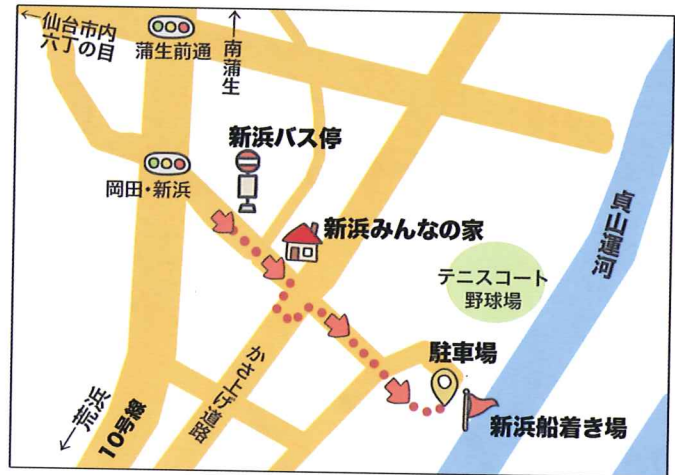 ←仙台市内
六丁の目
蒲生前通
南蒲生→
新浜バス停
岡田・新浜
新浜みんなの家
貞山運河
テニスコート
野球場
駐車場
かさ上げ道路
新浜船着き場
10号線
←荒浜